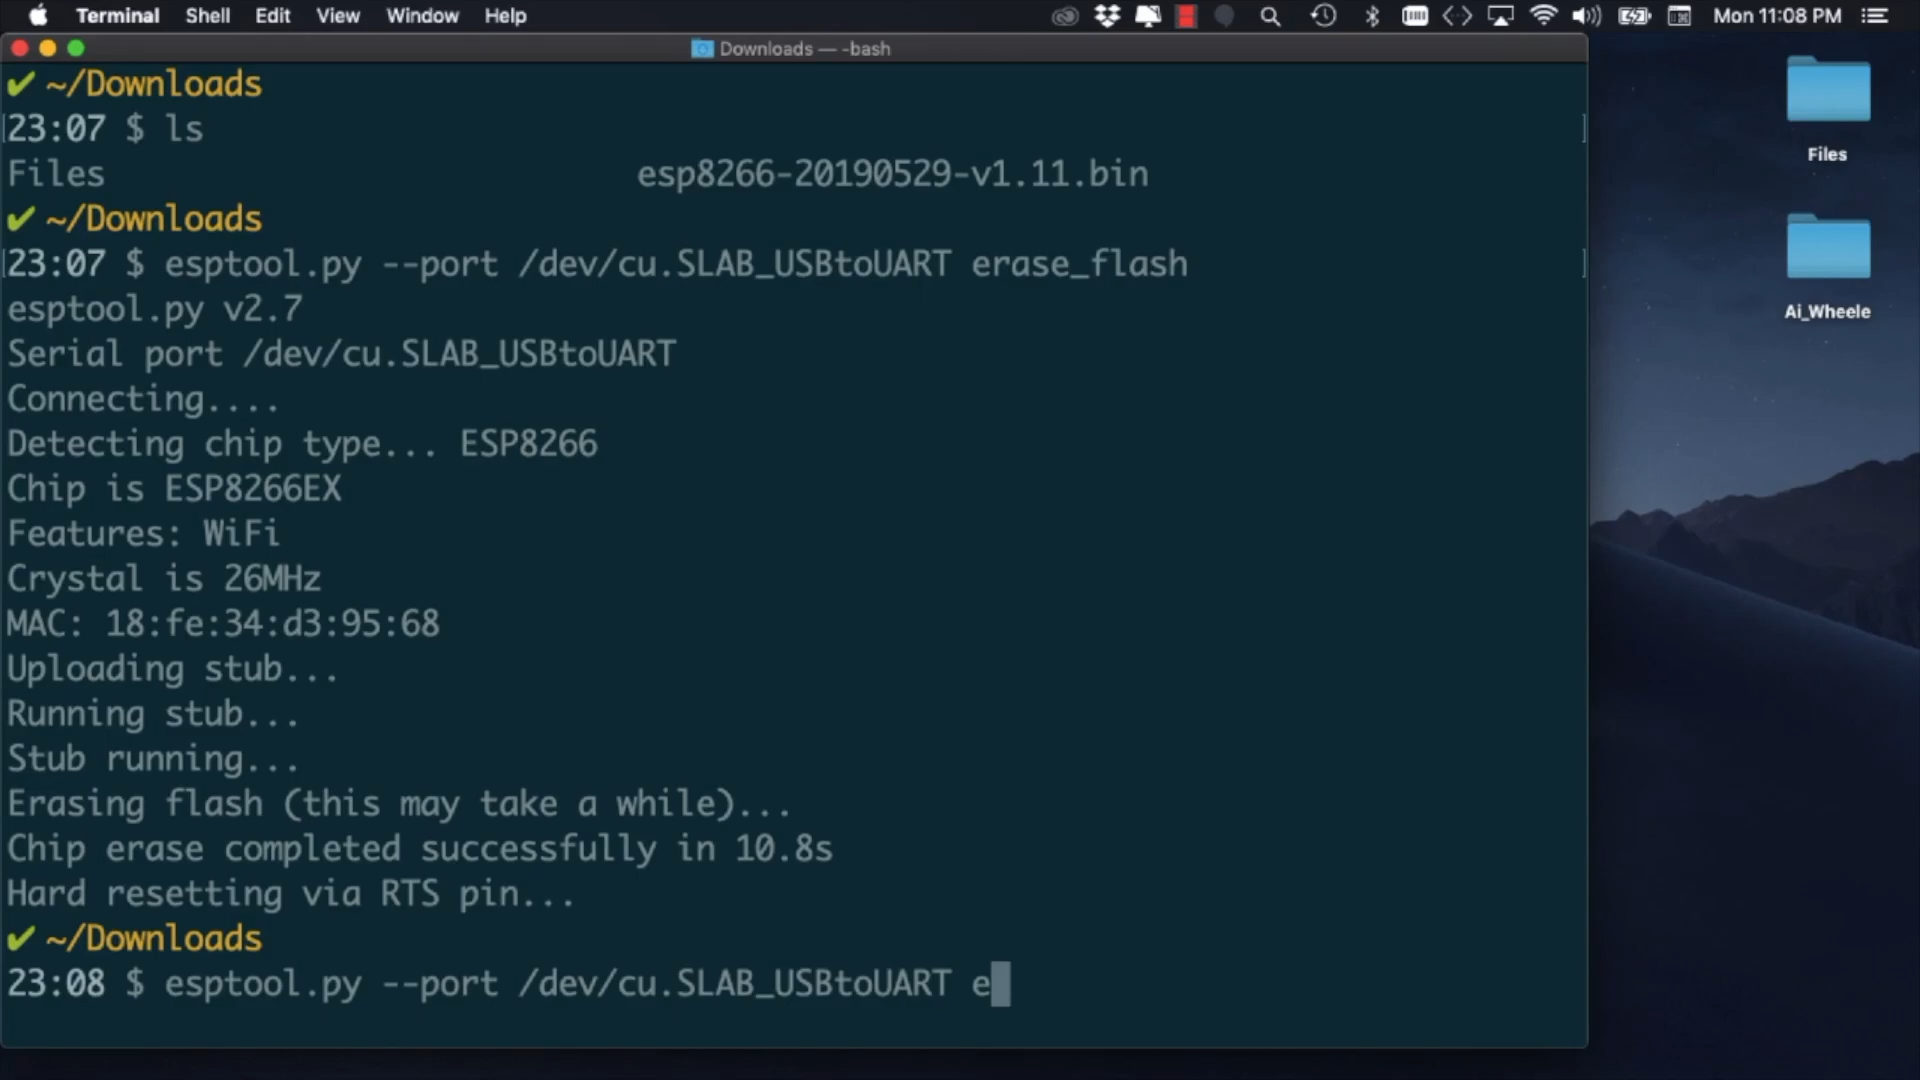 Terminal Shell Edit View Window Help Mon 11:08 PM
Downloads — -bash
~/Downloads
23:07 $ ls
Files esp8266-20190529-v1.11.bin
~/Downloads
23:07 $ esptool.py --port /dev/cu.SLAB_USBtoUART erase_flash
esptool.py v2.7
Serial port /dev/cu.SLAB_USBtoUART
Connecting....
Detecting chip type... ESP8266
Chip is ESP8266EX
Features: WiFi
Crystal is 26MHz
MAC: 18:fe:34:d3:95:68
Uploading stub...
Running stub...
Stub running...
Erasing flash (this may take a while)...
Chip erase completed successfully in 10.8s
Hard resetting via RTS pin...
~/Downloads
23:08 $ esptool.py --port /dev/cu.SLAB_USBtoUART e
Files
Ai_Wheele